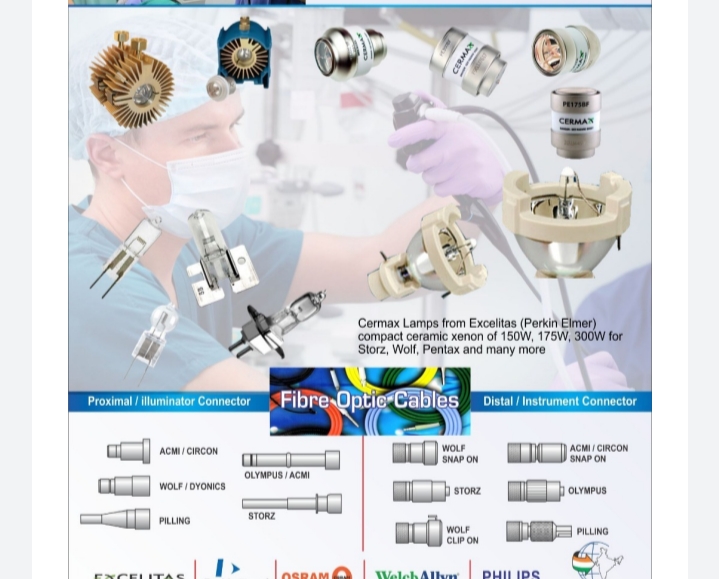 CERMAX
CERMAX
PE175BF
CERMAX
Cermax Lamps from Excelitas (Perkin Elmer)
compact ceramic xenon of 150W, 175W, 300W for
Storz, Wolf, Pentax and many more
Proximal / illuminator Connector
Fibre Optic Cables
Distal / Instrument Connector
ACMI / CIRCON
OLYMPUS / ACMI
WOLF / DYONICS
STORZ
PILLING
WOLF
SNAP ON
ACMI / CIRCON
SNAP ON
STORZ
OLYMPUS
WOLF
CLIP ON
PILLING
EXCELITAS
OSRAM
WelchAllyn
PHILIPS